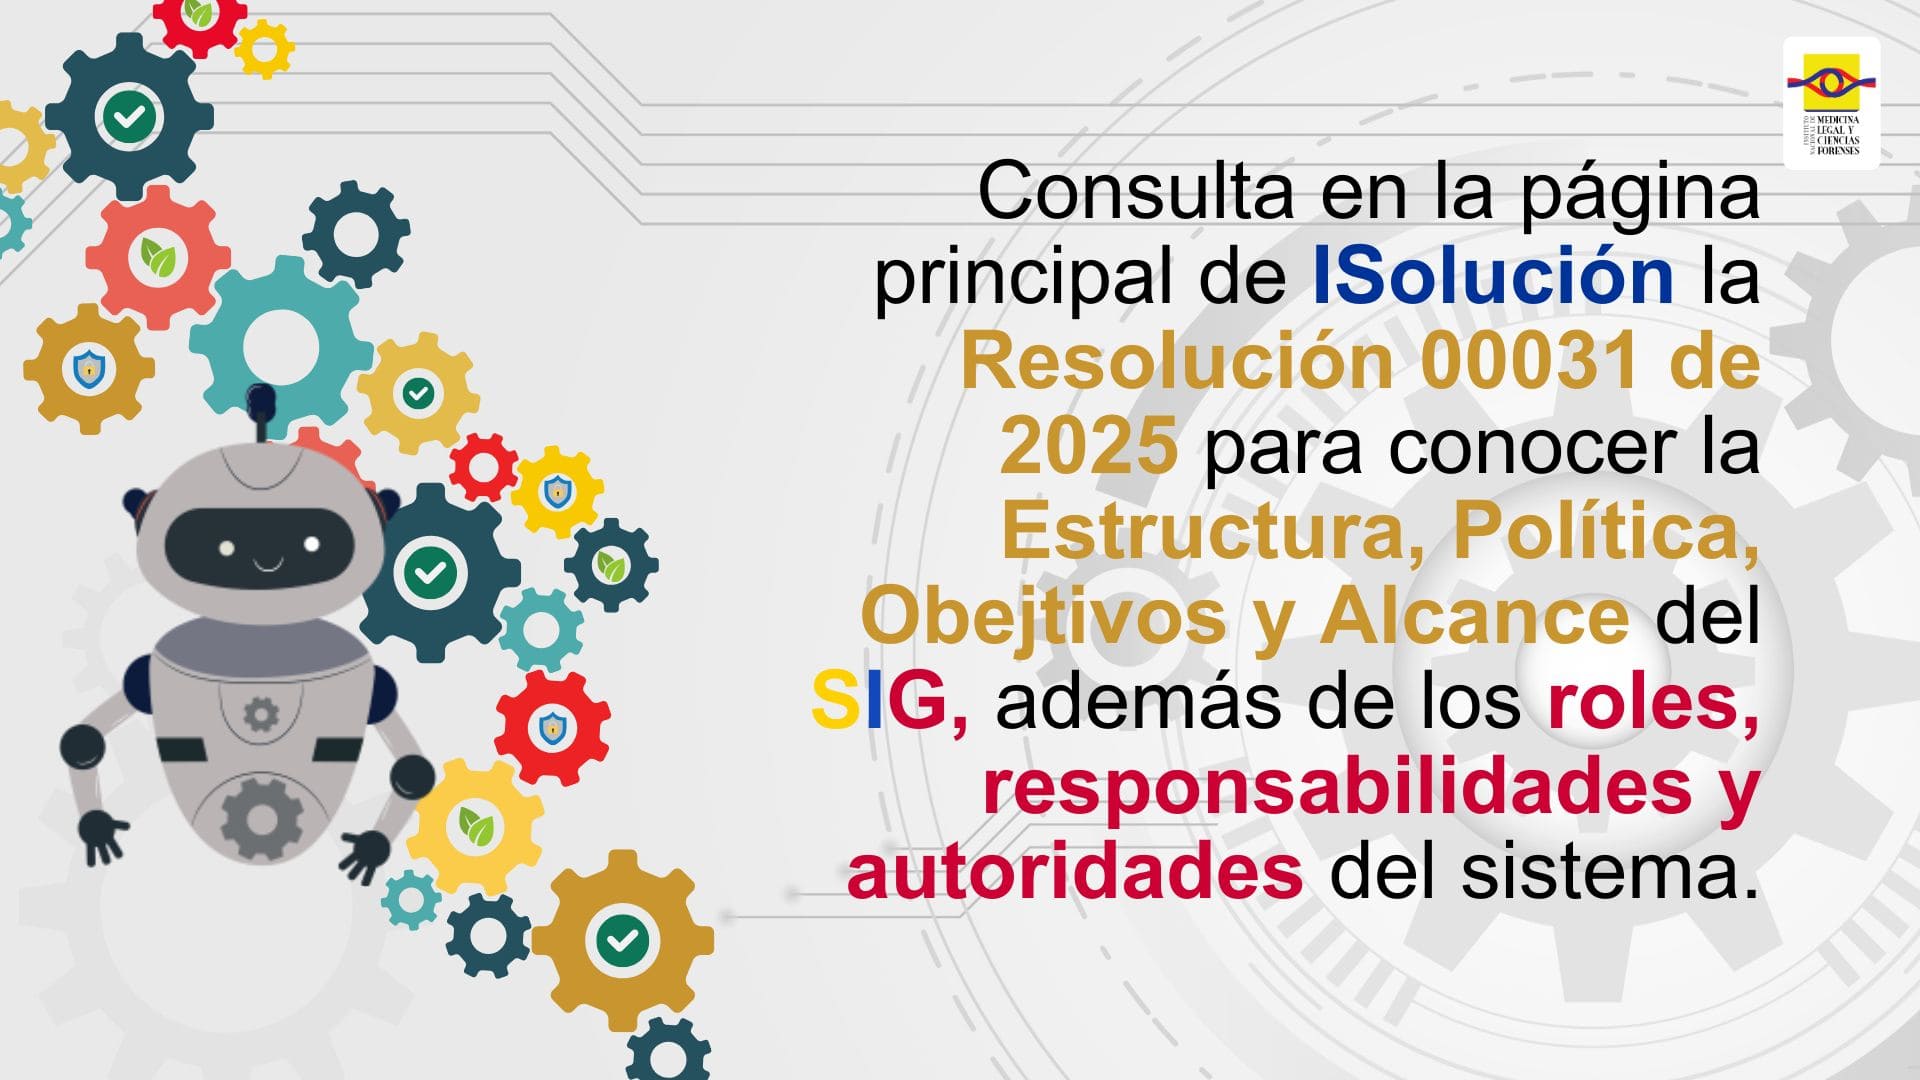 INSTITUTO NACIONAL DE
MEDICINA
LEGAL Y
CIENCIAS
FORENSES
Consulta en la página
principal de ISolución la
Resolución 00031 de
2025 para conocer la
Estructura, Política,
Obejtivos y Alcance del
SIG, además de los roles,
responsabilidades y
autoridades del sistema.